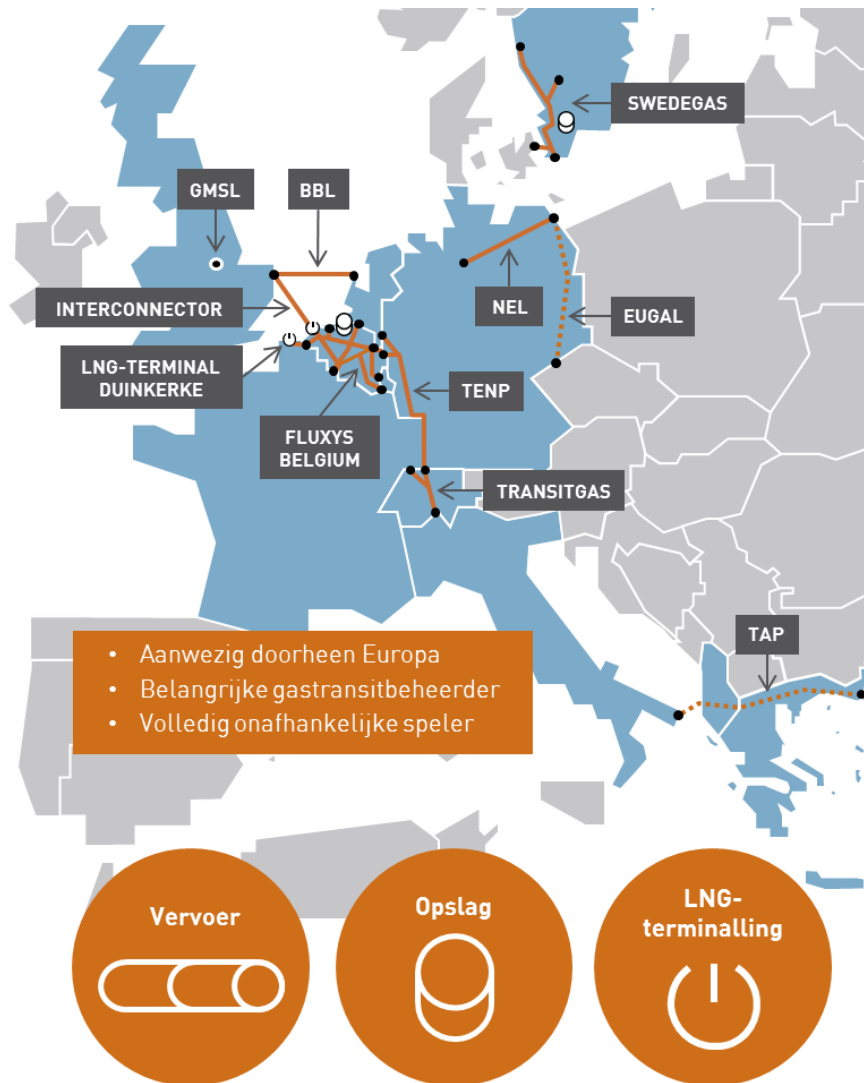 SWEDEGAS
GMSL
BBL
INTERCONNECTOR
NEL
EUGAL
LNG-TERMINAL
DUINKERKE
TENP
FLUXYS
BELGIUM
TRANSITGAS
TAP
• Aanwezig doorheen Europa
• Belangrijke gastransitbeheerder
• Volledig onafhankelijke speler
Vervoer
Opslag
LNG-
terminalling